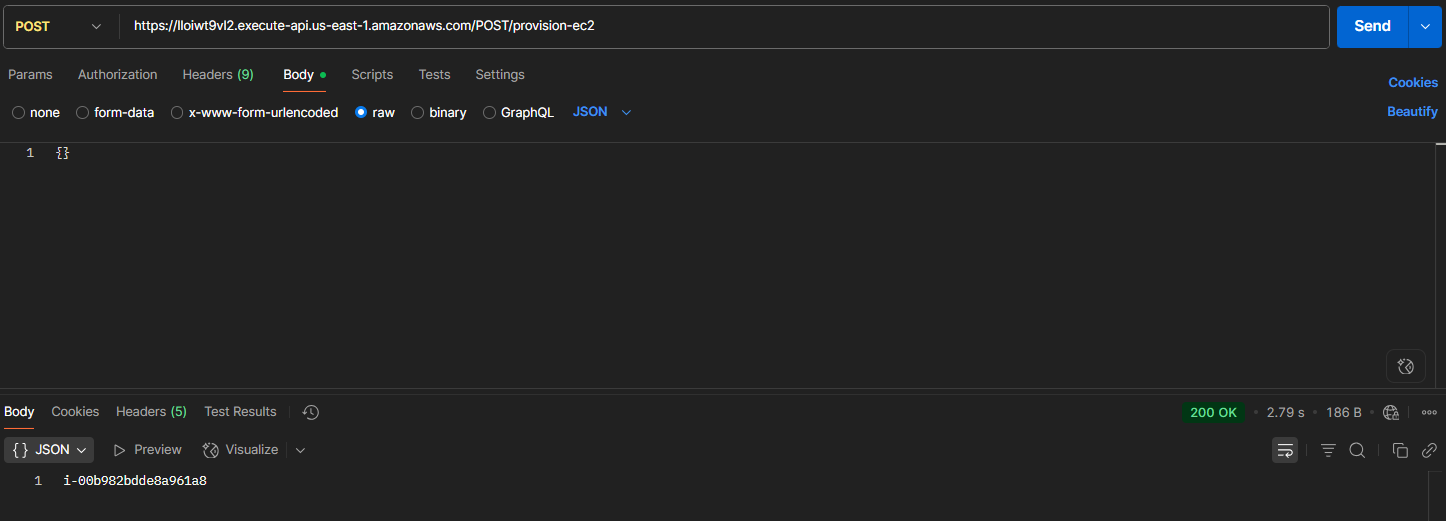 POST https://lloiwt9vl2.execute-api.us-east-1.amazonaws.com/POST/provision-ec2 Send
Params Authorization Headers (9) Body Scripts Tests Settings Cookies
none form-data x-www-form-urlencoded raw binary GraphQL JSON Beautify
1 {}
Body Cookies Headers (5) Test Results 200 OK • 2.79 s • 186 B •
{} JSON Preview Visualize
1 i-00b982bdde8a961a8